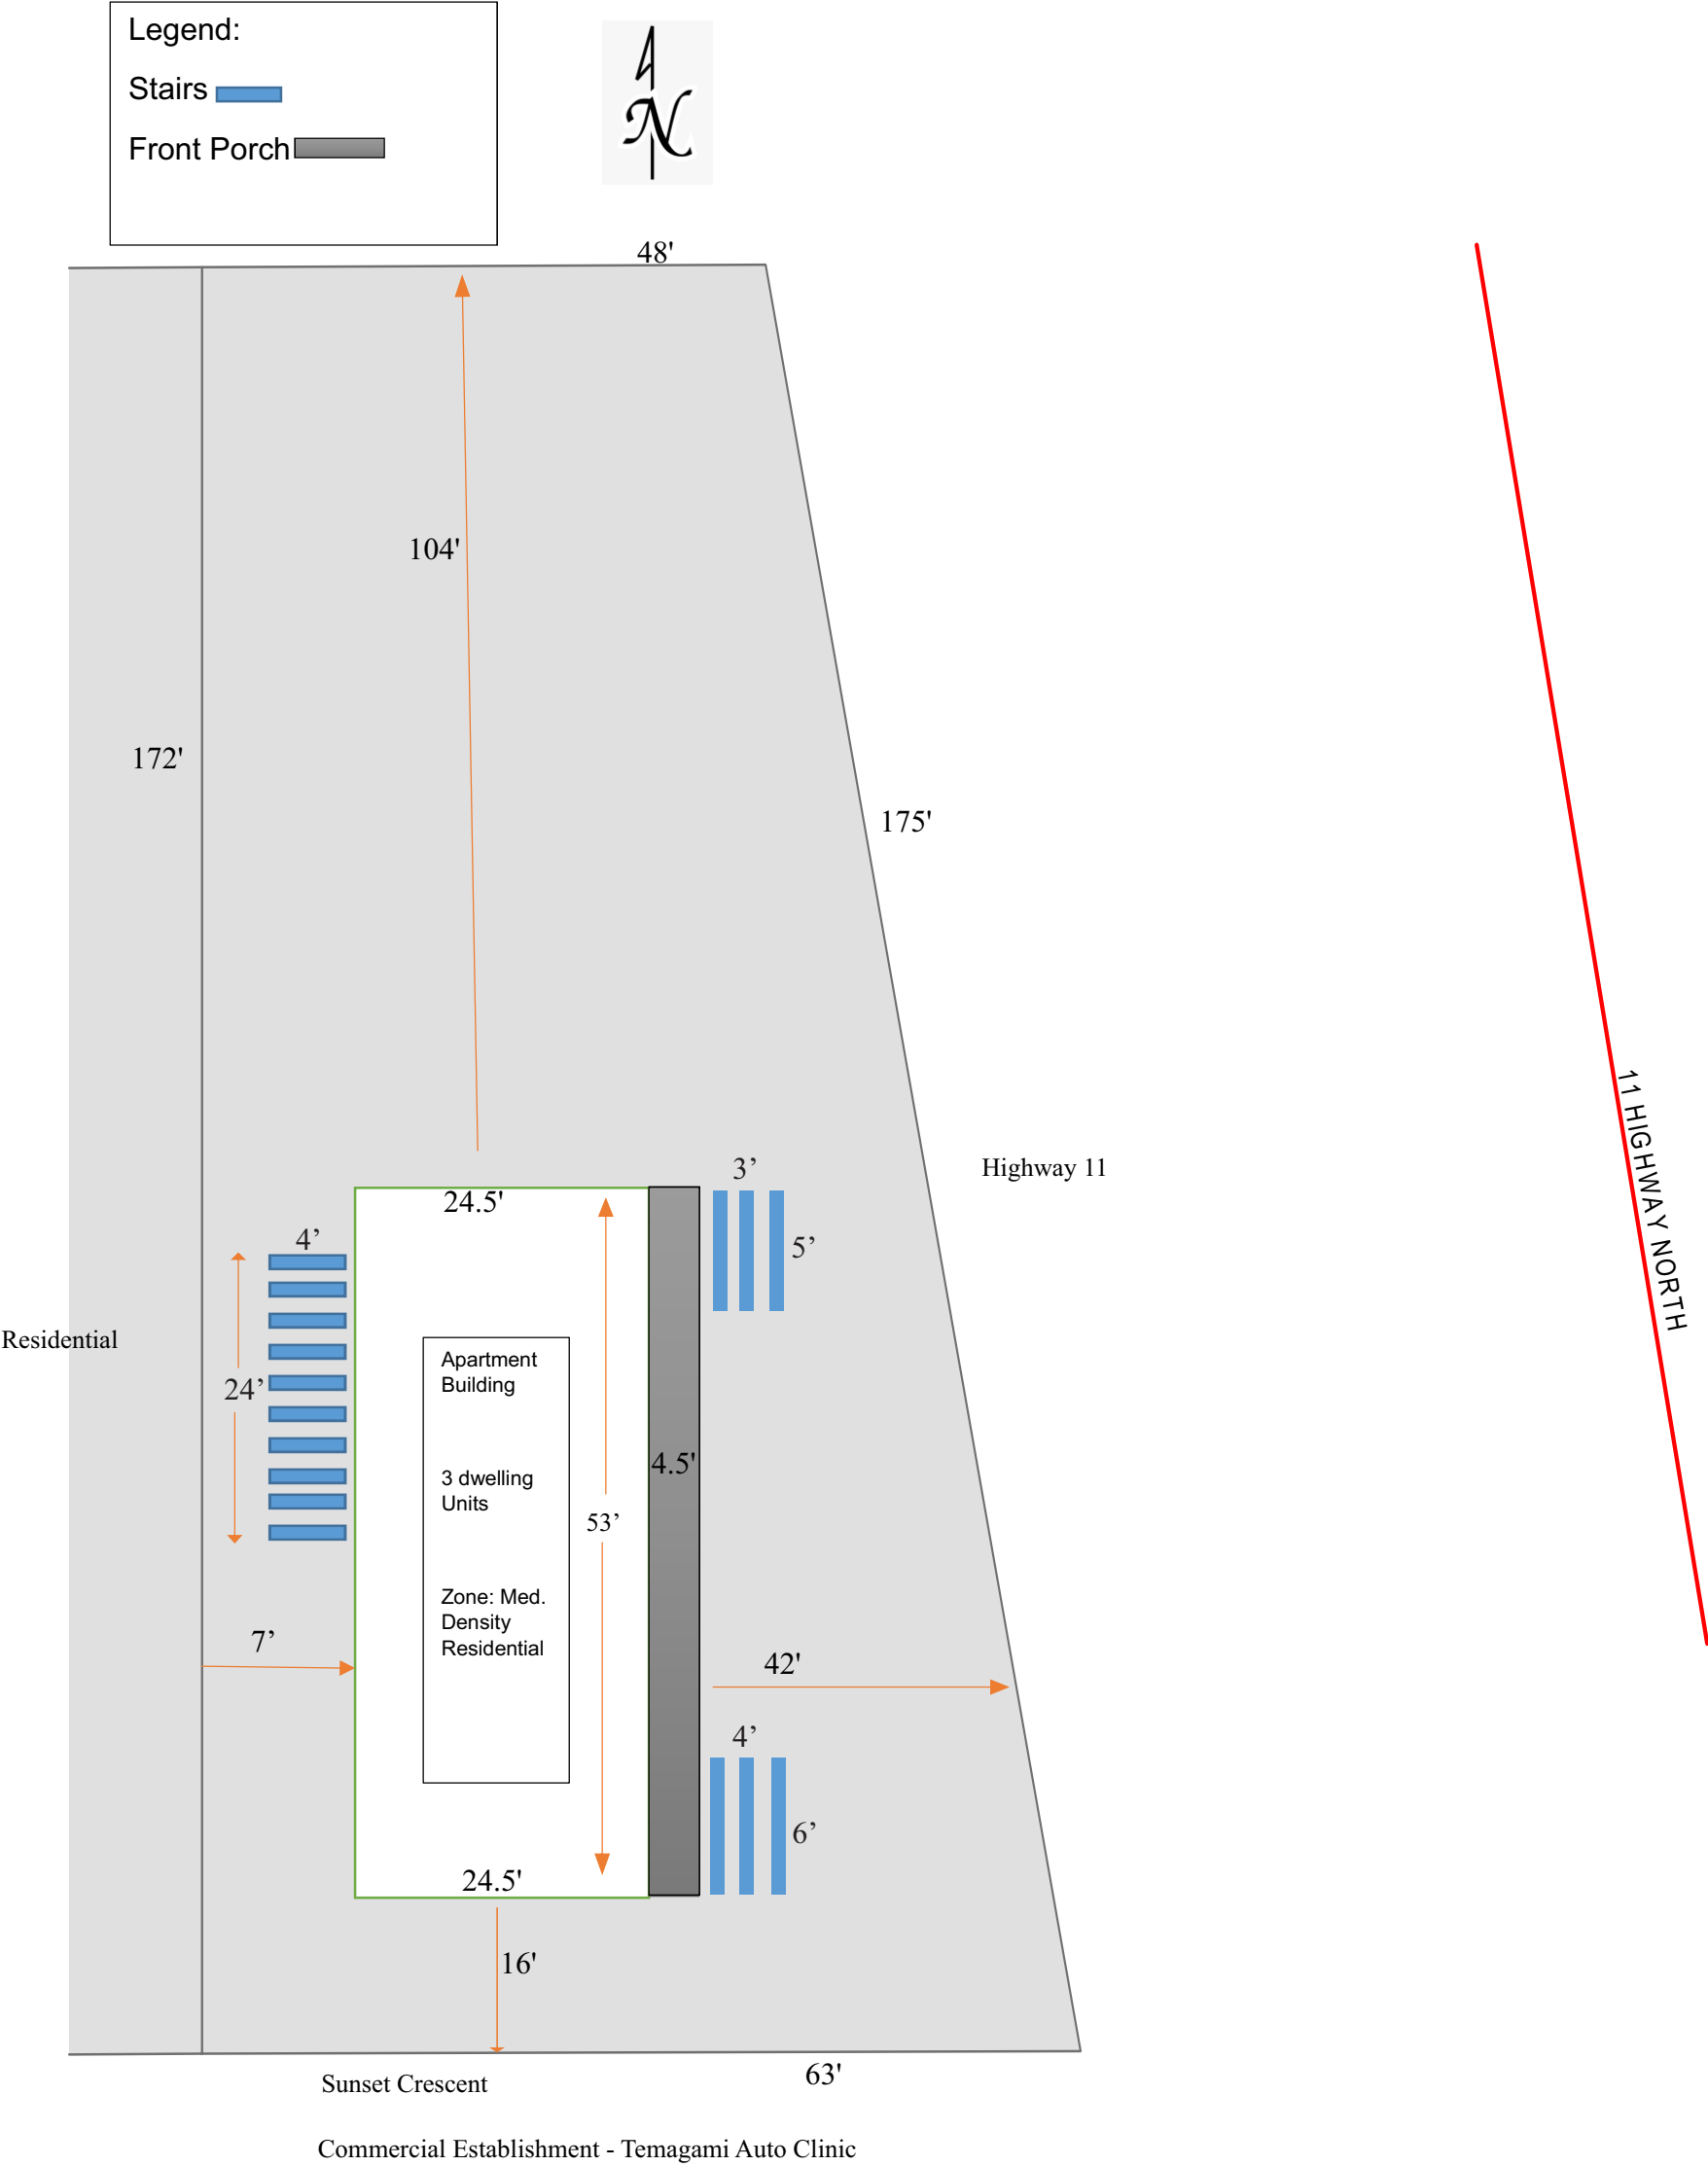 Legend:
Stairs
Front Porch
N
48'
104'
172'
175'
11 HIGHWAY NORTH
Highway 11
3’
24.5'
5’
4’
Residential
24’
Apartment
Building
3 dwelling
Units
4.5'
53’
Zone: Med.
Density
Residential
7’
42'
4’
6’
24.5'
16'
63'
Sunset Crescent
Commercial Establishment - Temagami Auto Clinic